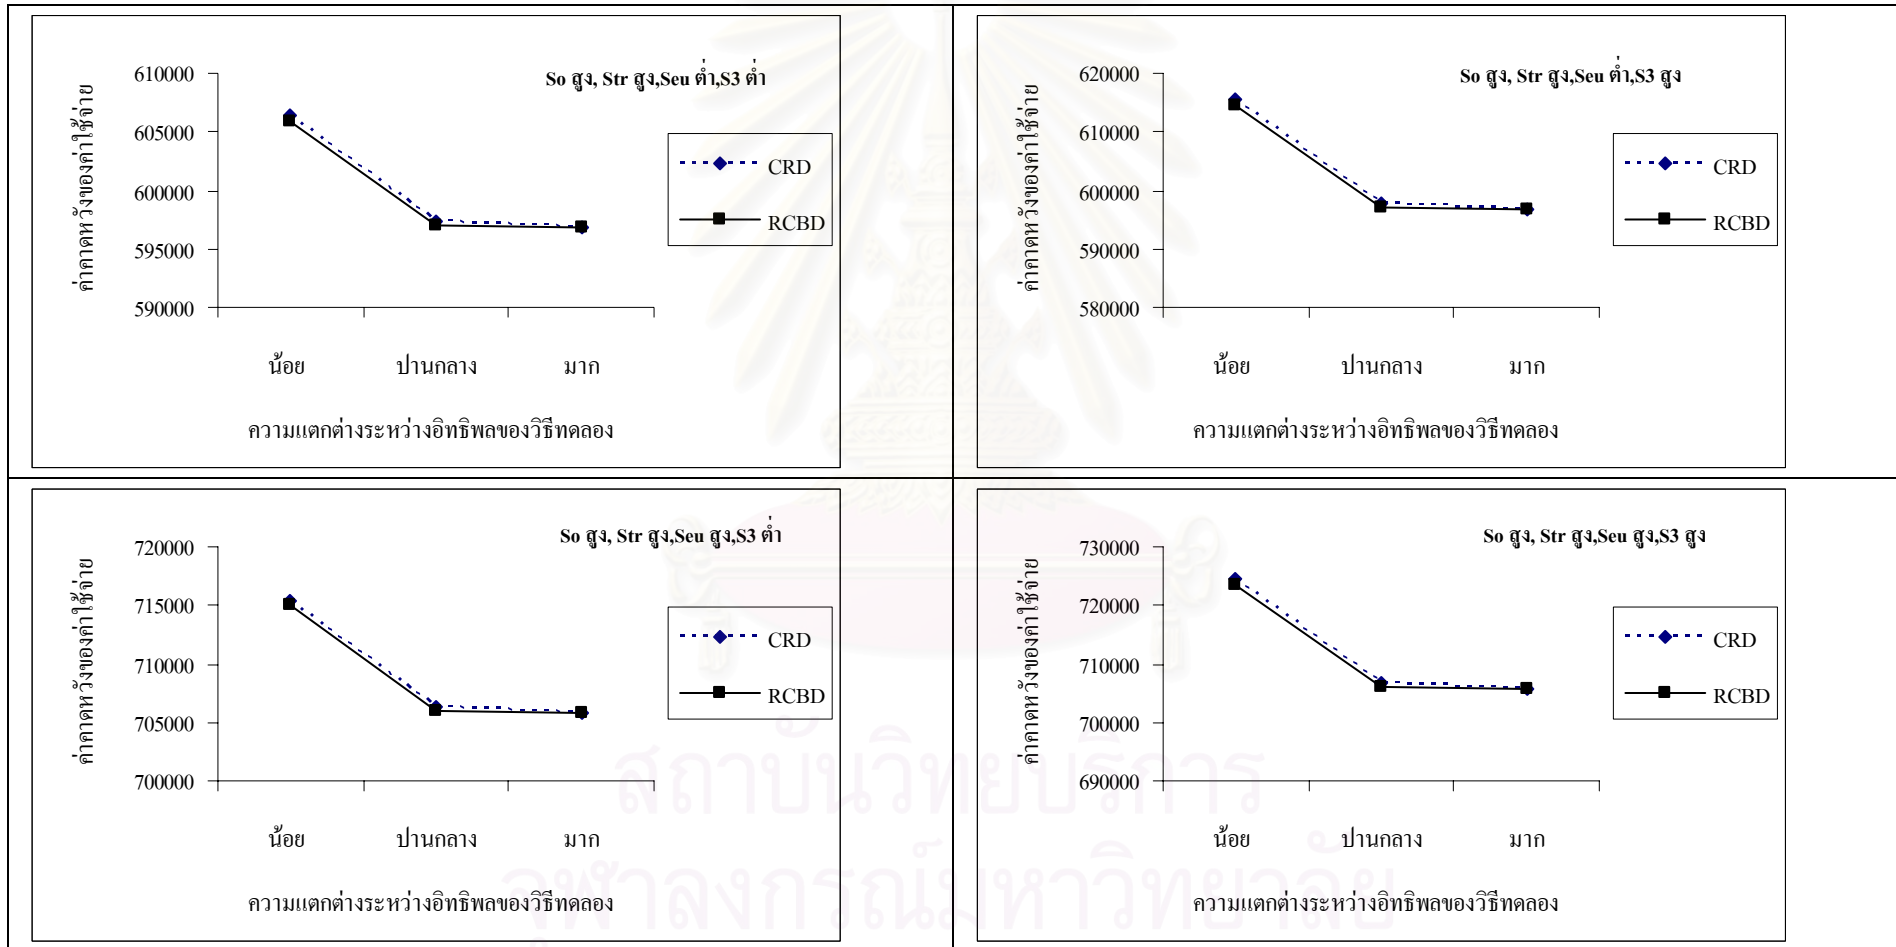 So สูง, Str สูง,Seu ต่ำ,S3 ต่ำ
ค่าคาดหวังของค่าใช้จ่าย
610000
605000
600000
595000
590000
CRD
RCBD
น้อย ปานกลาง มาก
ความแตกต่างระหว่างอิทธิพลของวิธีทดลอง
So สูง, Str สูง,Seu ต่ำ,S3 สูง
ค่าคาดหวังของค่าใช้จ่าย
620000
610000
600000
590000
580000
CRD
RCBD
น้อย ปานกลาง มาก
ความแตกต่างระหว่างอิทธิพลของวิธีทดลอง
So สูง, Str สูง,Seu สูง,S3 ต่ำ
ค่าคาดหวังของค่าใช้จ่าย
720000
715000
710000
705000
700000
CRD
RCBD
น้อย ปานกลาง มาก
ความแตกต่างระหว่างอิทธิพลของวิธีทดลอง
So สูง, Str สูง,Seu สูง,S3 สูง
ค่าคาดหวังของค่าใช้จ่าย
730000
720000
710000
700000
690000
CRD
RCBD
น้อย ปานกลาง มาก
ความแตกต่างระหว่างอิทธิพลของวิธีทดลอง
สถาบันวิทยบริการ
จุฬาลงกรณ์มหาวิทยาลัย